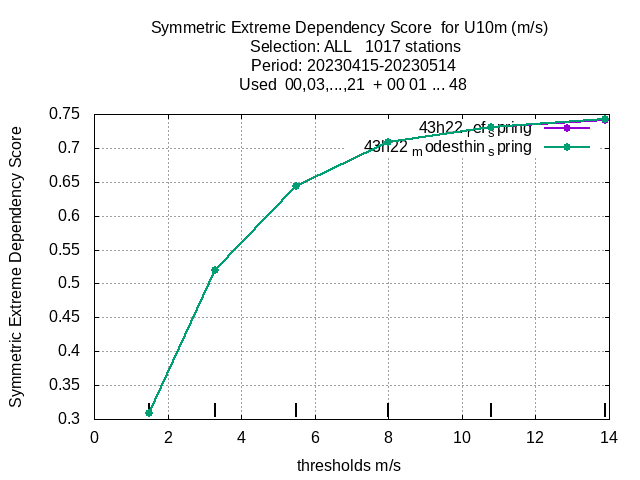 Symmetric Extreme Dependency Score  for U10m (m/s)
Selection: ALL   1017 stations
Period: 20230415-20230514
Used  00,03,...,21  + 00 01 ... 48
Symmetric Extreme Dependency Score
0.75
0.7
0.65
0.6
0.55
0.5
0.45
0.4
0.35
0.3
43h22refspring
43h22modesthinspring
0 2 4 6 8 10 12 14
thresholds m/s